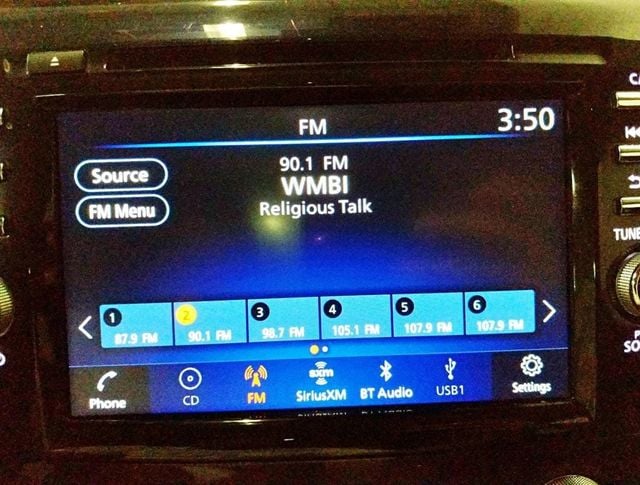 FM
3:50
Source
90.1 FM
WMBI
FM Menu
Religious Talk
1 2 3 4 5 6
87.9 FM 90.1 FM 98.7 FM 105.1 FM 107.9 FM 107.9 FM
sxm
Phone CD FM SiriusXM BT Audio USB1 Settings
TUNE